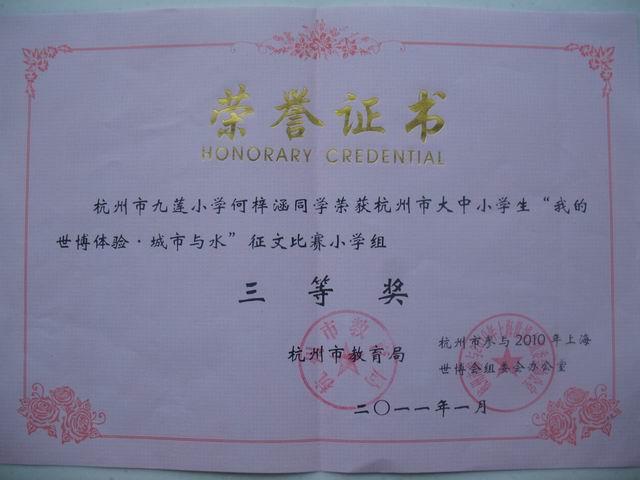 荣誉证书
HONORARY CREDENTIAL
杭州市九莲小学何梓涵同学荣获杭州市大中小学生“我的
世博体验·城市与水”征文比赛小学组
三等奖
杭州市教育局
杭州市参与2010年上海
世博会组委会办公室
二〇一一年一月